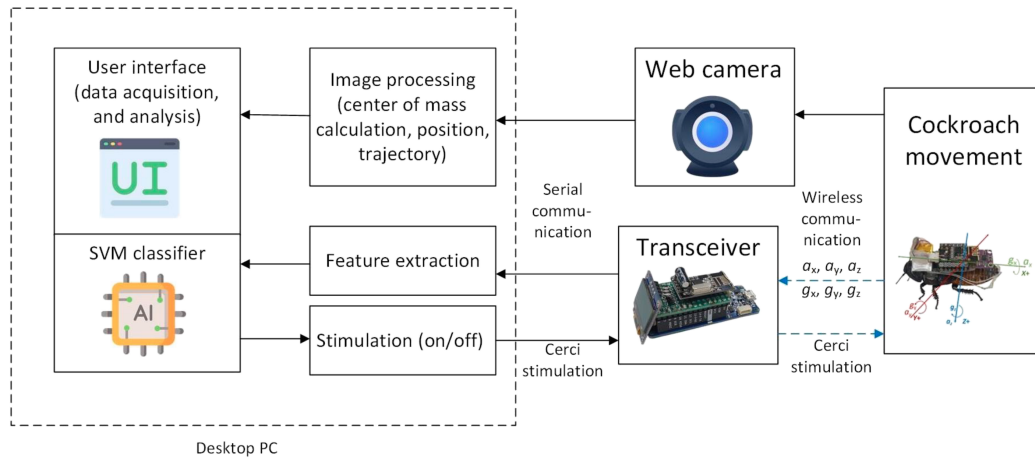 User interface
(data acquisition,
and analysis)
UI
SVM classifier
AI
Image processing
(center of mass
calculation, position,
trajectory)
Feature extraction
Stimulation (on/off)
Desktop PC
Web camera
Serial
commu-
nication
Transceiver
Cerci
stimulation
Wireless
commu-
nication
aₓ, aᵧ, a_z
gₓ, gᵧ, g_z
Cerci
stimulation
Cockroach
movement